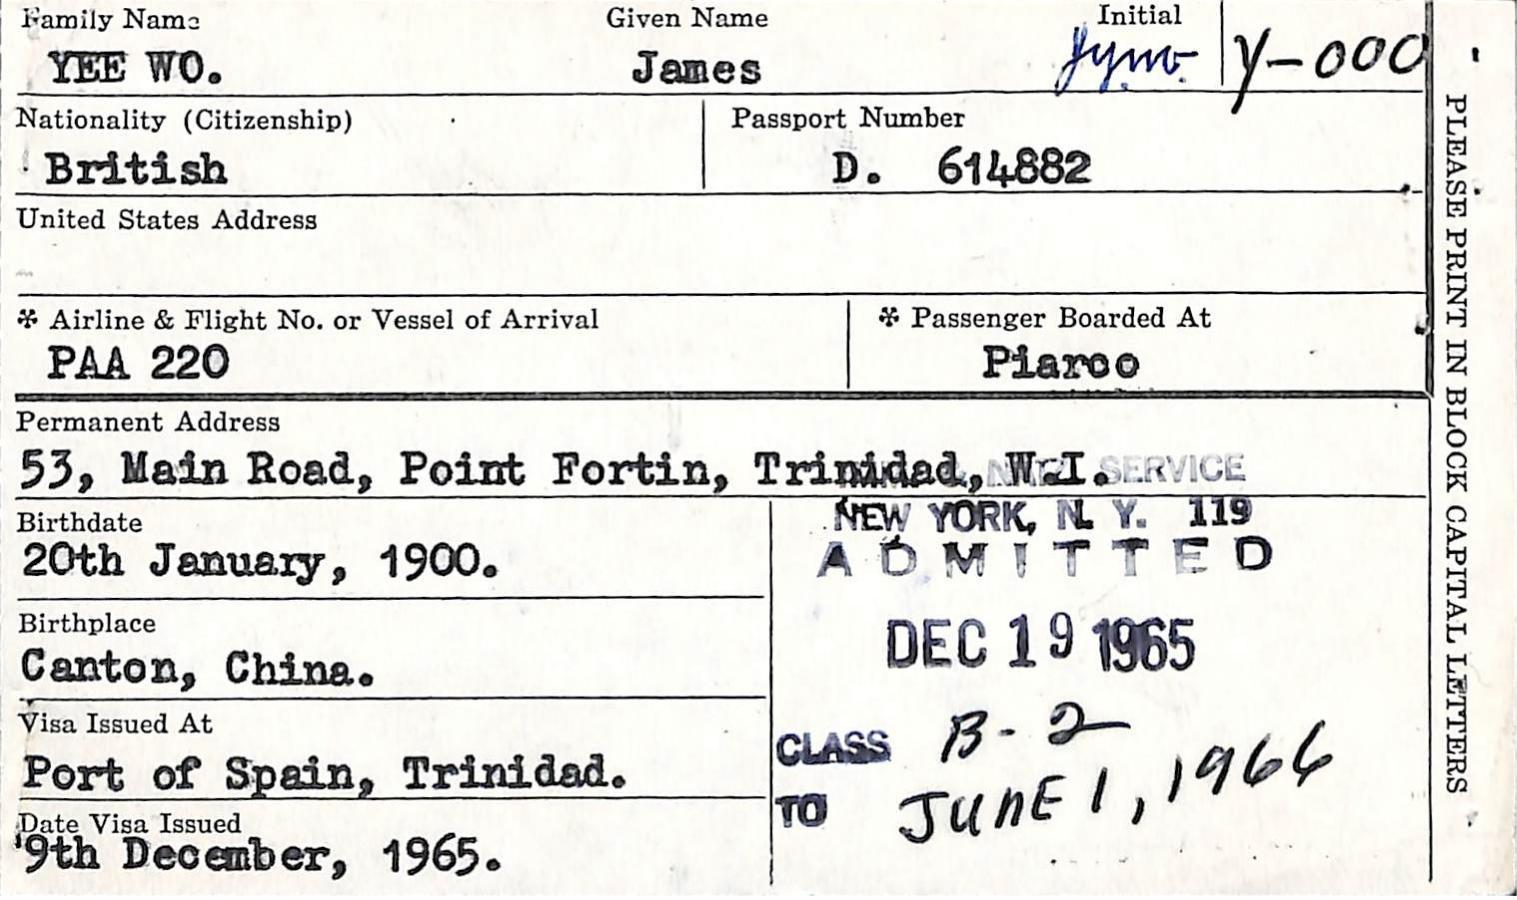 Family Name Given Name Initial
YEE WO. James Jyw. Y-000
Nationality (Citizenship) Passport Number
British D. 614882
United States Address
* Airline & Flight No. or Vessel of Arrival * Passenger Boarded At
PAA 220 Piarco
Permanent Address
53, Main Road, Point Fortin, Trinidad, W.I. SERVICE
Birthdate NEW YORK, N. Y. 119
20th January, 1900. ADMITTED
Birthplace DEC 19 1965
Canton, China.
Visa Issued At CLASS B-2
Port of Spain, Trinidad. TO JUNE 1, 1966
Date Visa Issued
9th December, 1965.
PLEASE PRINT IN BLOCK CAPITAL LETTERS